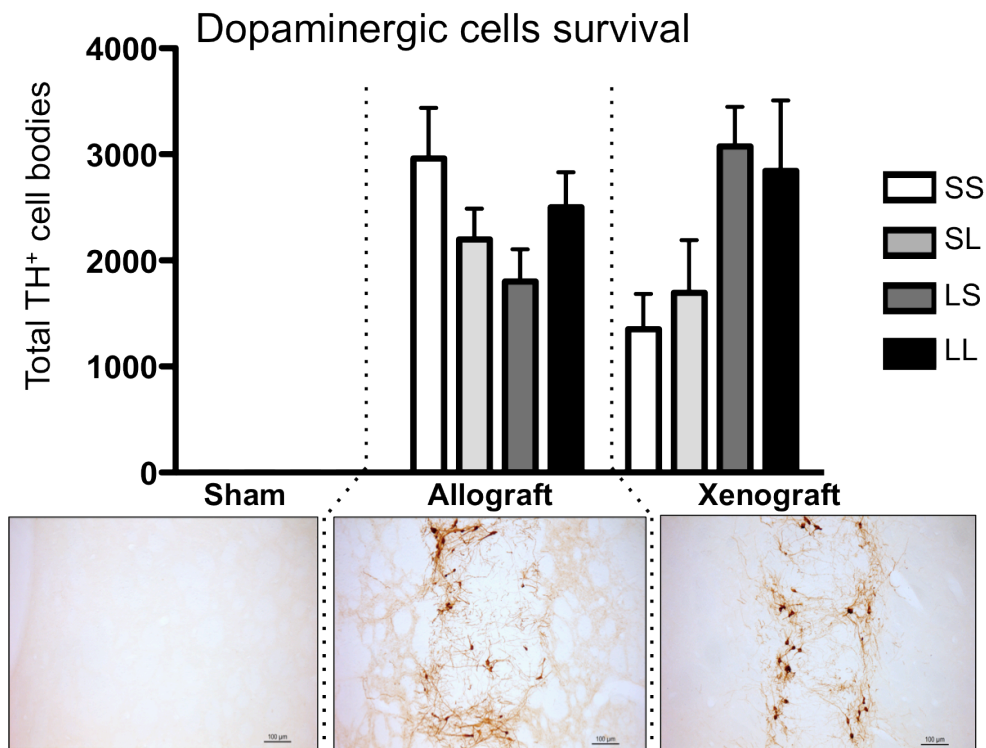 Dopaminergic cells survival
Total TH⁺ cell bodies
4000
3000
2000
1000
0
SS
SL
LS
LL
Sham
Allograft
Xenograft
100 µm
100 µm
100 µm